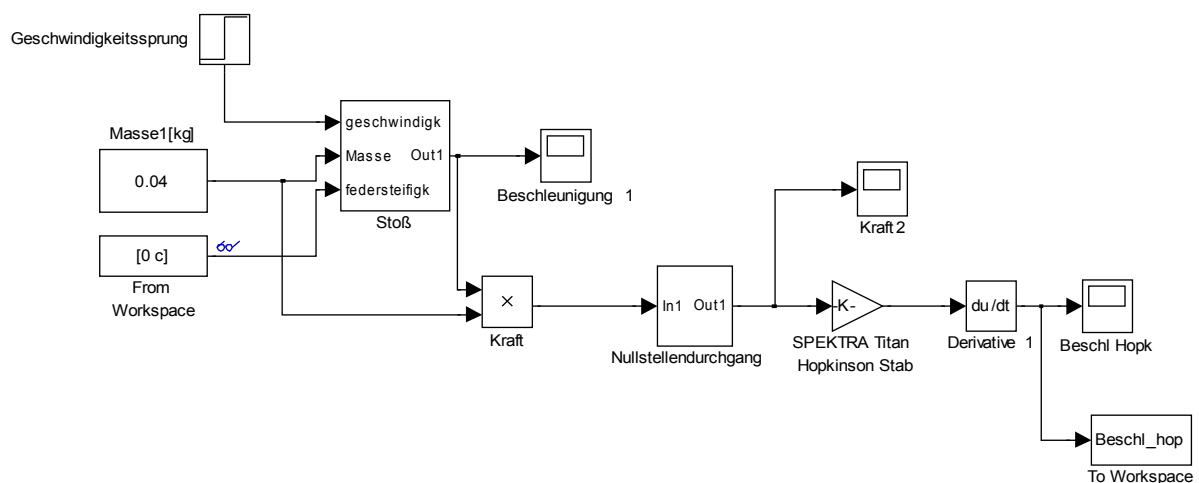 Geschwindigkeitssprung
Masse1[kg]
0.04
[0 c]
From
Workspace
geschwindigk
Masse
federsteifigk
Out1
Stoß
Beschleunigung 1
×
Kraft
In1
Out1
Nullstellendurchgang
Kraft 2
-K-
SPEKTRA Titan
Hopkinson Stab
du/dt
Derivative 1
Beschl Hopk
Beschl_hop
To Workspace